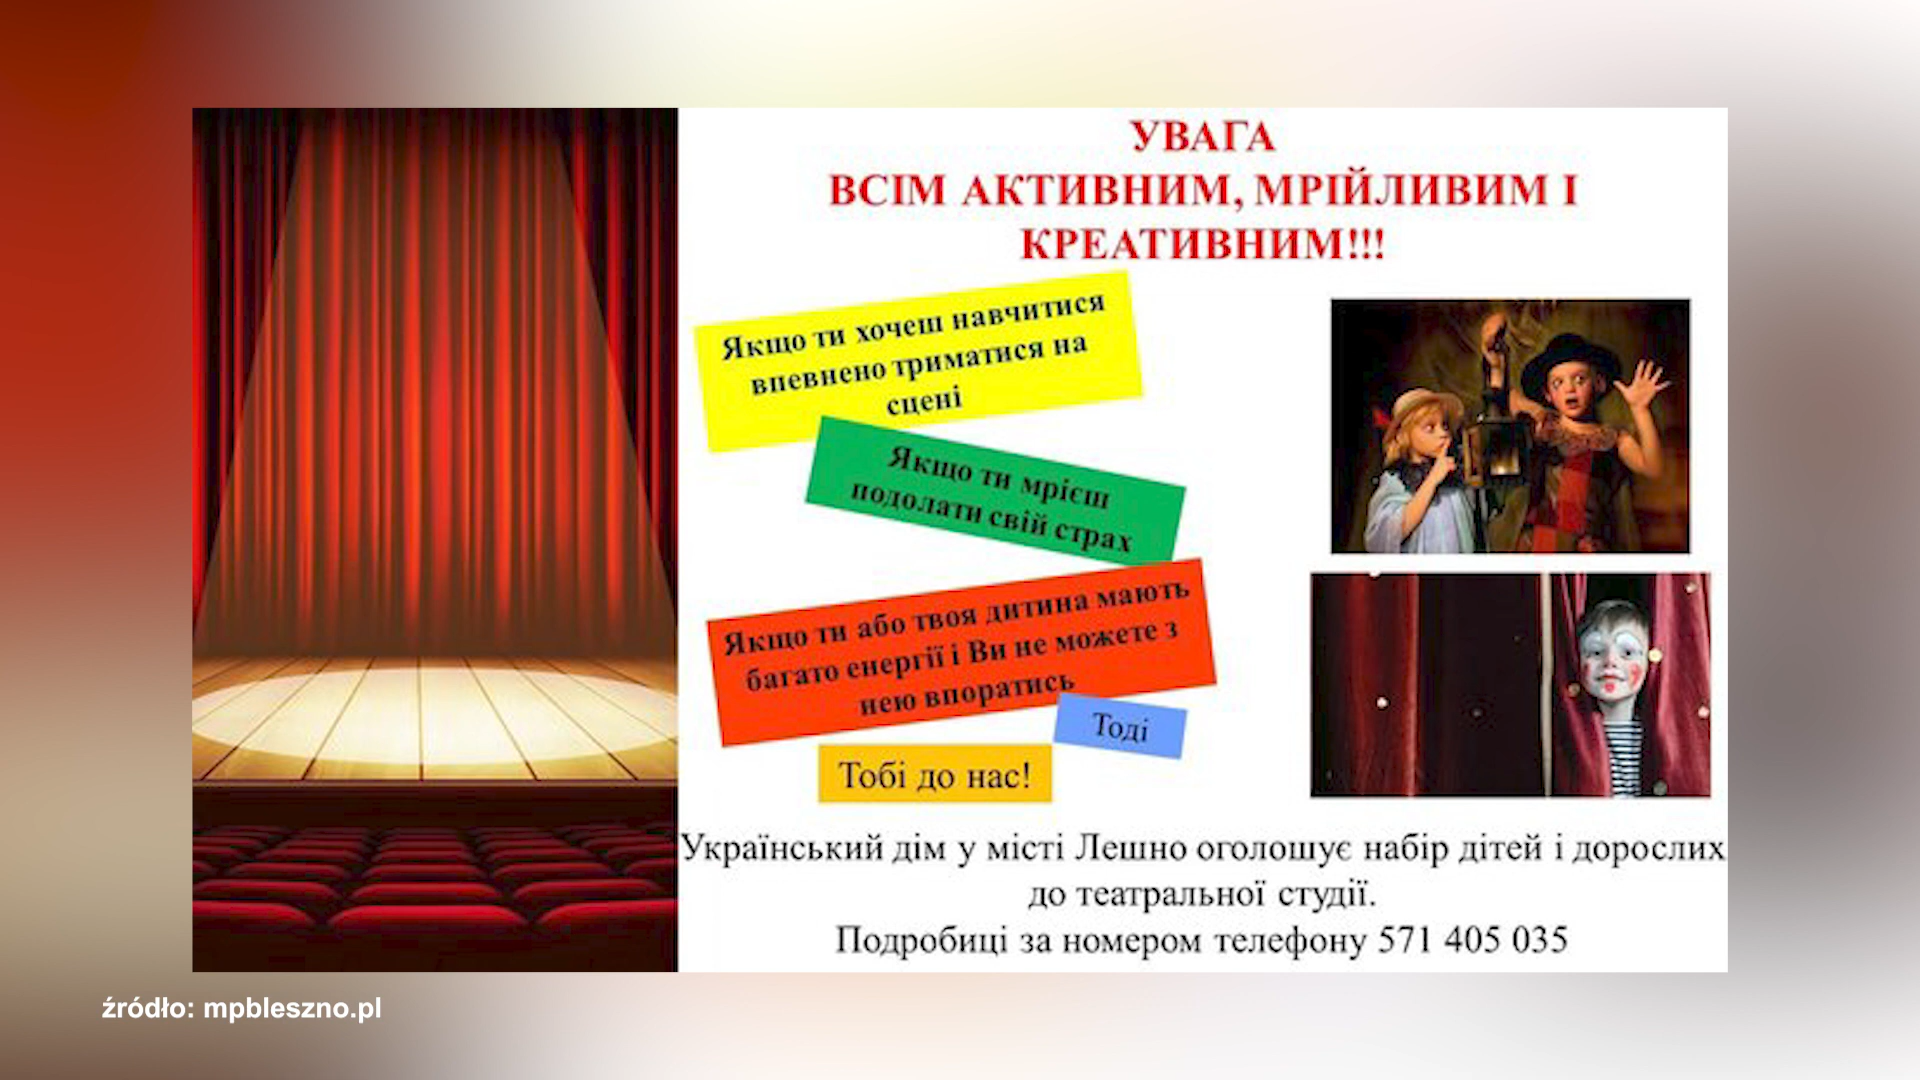 УВАГА
ВСІМ АКТИВНИМ, МРІЙЛИВИМ І
КРЕАТИВНИМ!!!
Якщо ти хочеш навчитися
впевнено триматися на
сцені
Якщо ти мрієш
подолати свій страх
Якщо ти або твоя дитина мають
багато енергії і Ви не можете з
нею впоратись
Тоді
Тобі до нас!
Український дім у місті Лешно оголошує набір дітей і дорослих
до театральної студії.
Подробиці за номером телефону 571 405 035
źródło: mpbleszno.pl